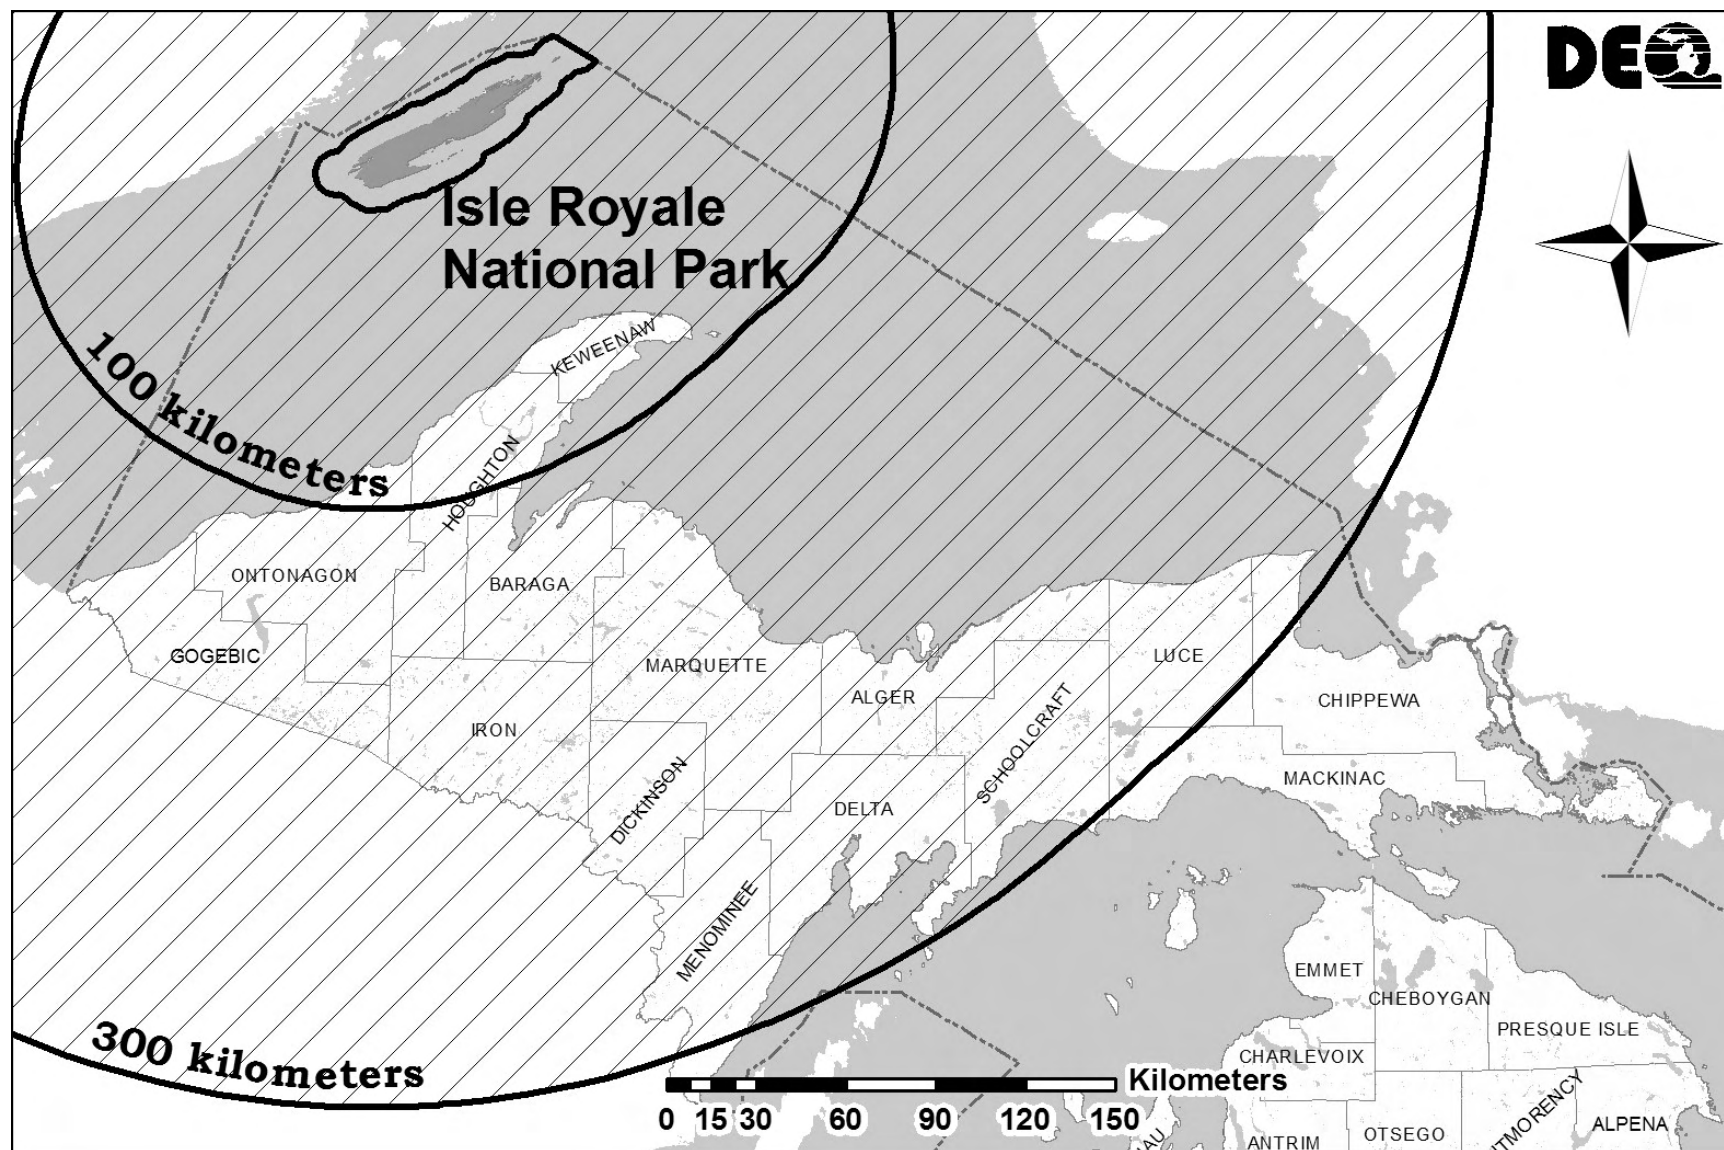 DEQ
Isle Royale
National Park
100 kilometers
KEWEENAW
HOUGHTON
ONTONAGON
BARAGA
GOGEBIC
MARQUETTE
LUCE
ALGER
CHIPPEWA
IRON
SCHOOLCRAFT
MACKINAC
DICKINSON
DELTA
MENOMINEE
EMMET
CHEBOYGAN
PRESQUE ISLE
300 kilometers
CHARLEVOIX
Kilometers
0 15 30 60 90 120 150
ALPENA
OTSEGO
ANTRIM
TMORENCY
AU